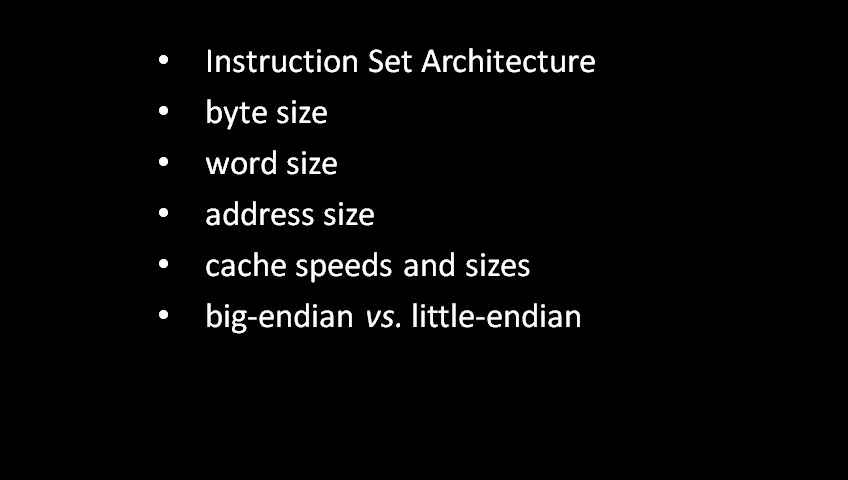 • Instruction Set Architecture
• byte size
• word size
• address size
• cache speeds and sizes
• big-endian vs. little-endian